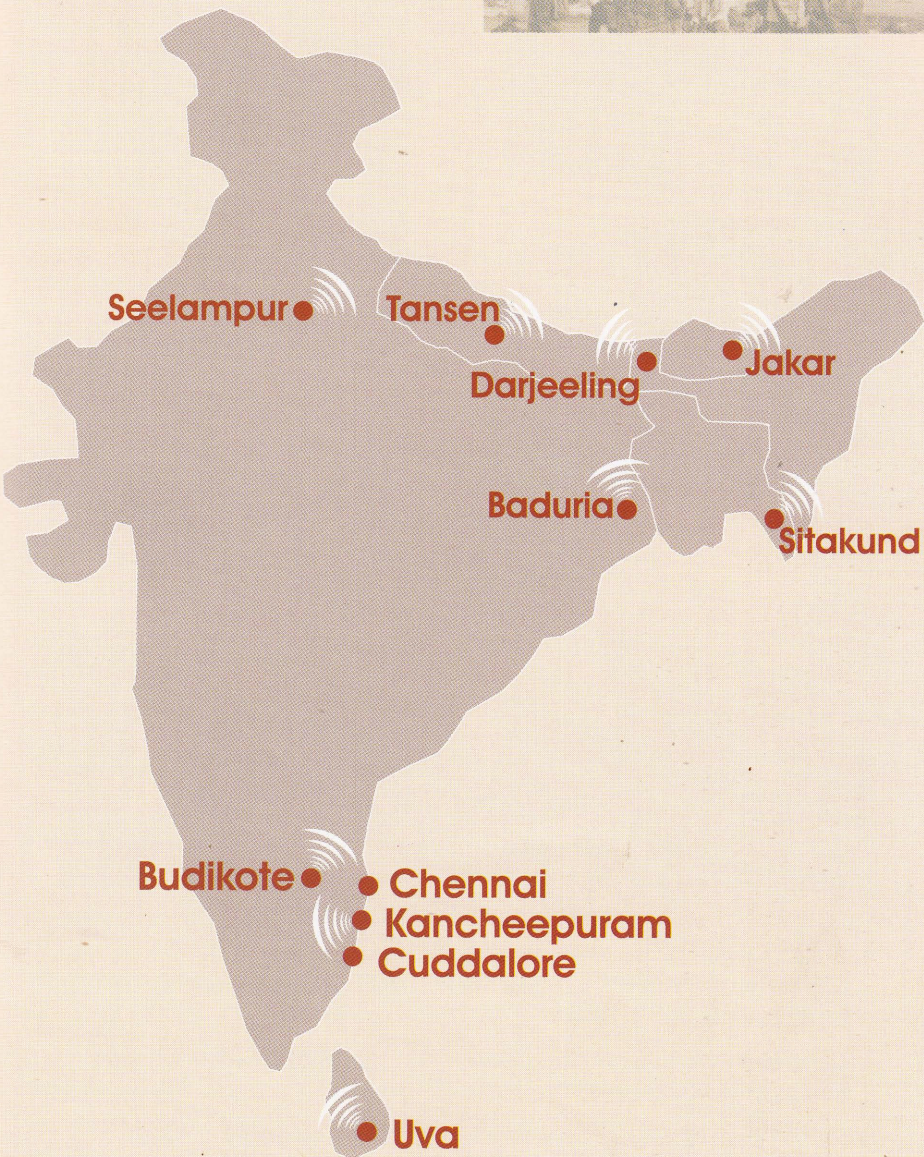 Seelampur
Tansen
Darjeeling
Jakar
Baduria
Sitakund
Budikote
Chennai
Kancheepuram
Cuddalore
Uva